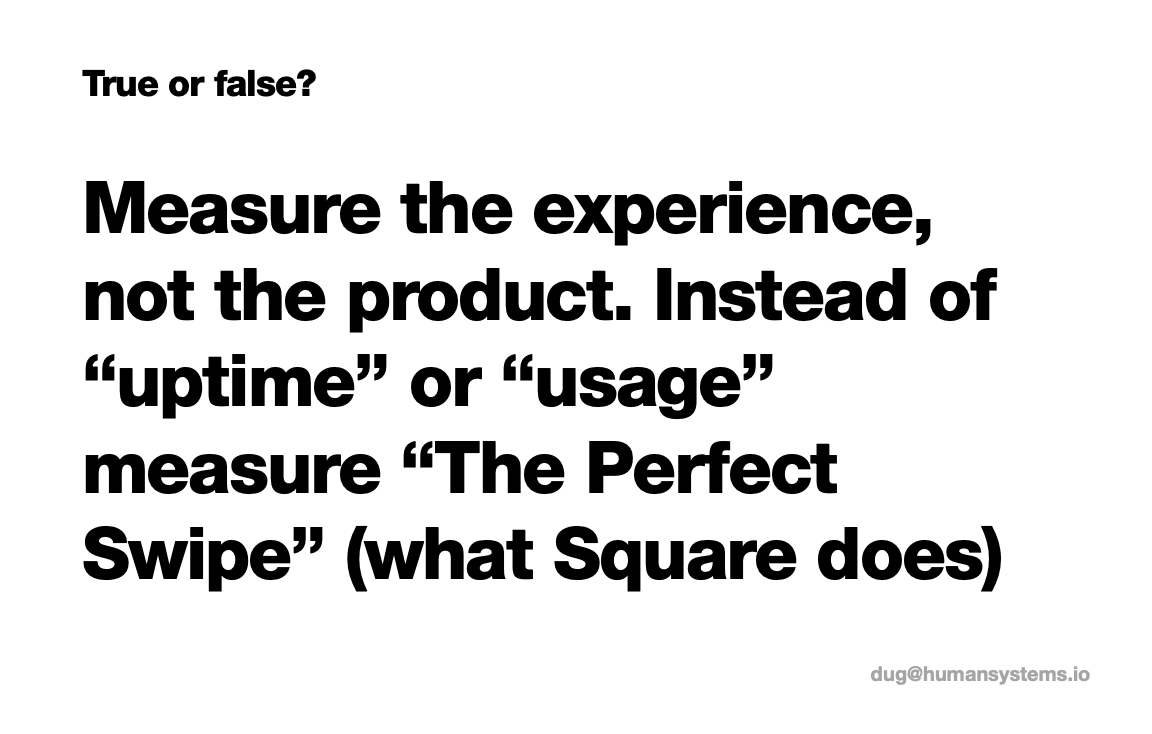 True or false?
Measure the experience,
not the product. Instead of
“uptime” or “usage”
measure “The Perfect
Swipe” (what Square does)
dug@humansystems.io